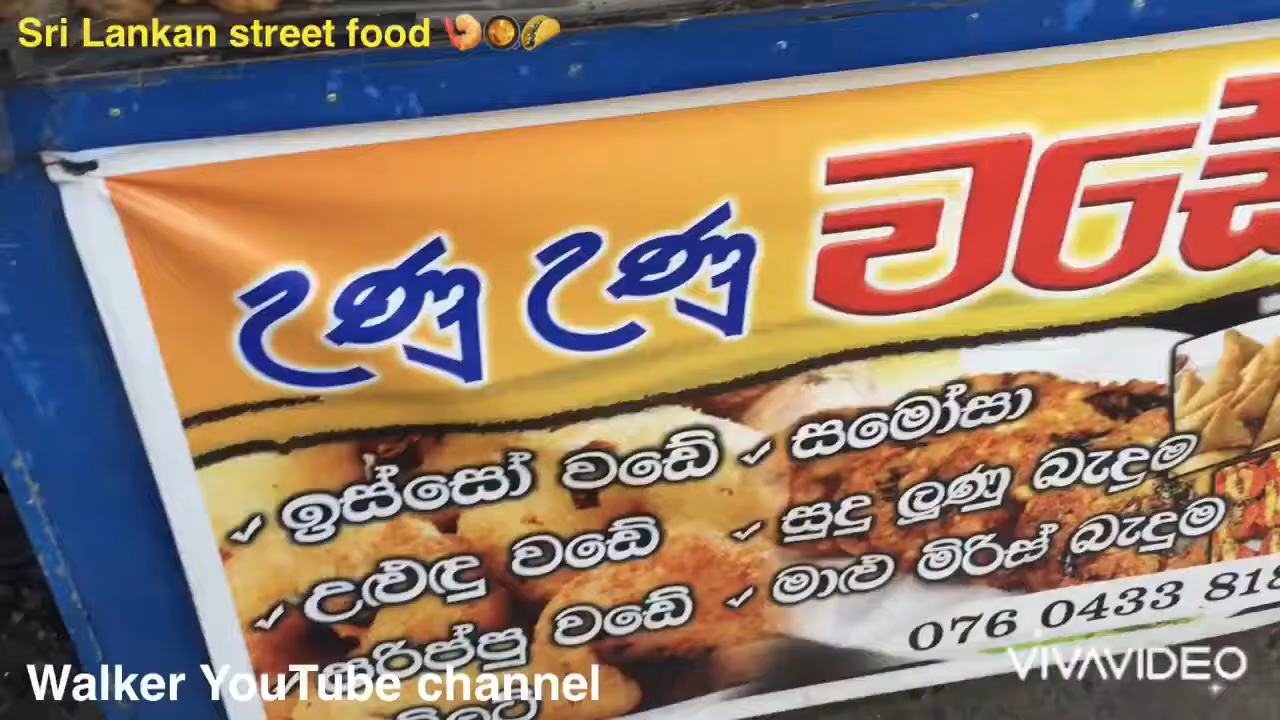 Sri Lankan street food 🍤🥘🌮
උණු උණු
ඉස්සෝ වඩේ
උළුඳු වඩේ
පරිප්පු වඩේ
සමෝසා
සුදු ලූණු බැදුම
මාළු මිරිස් බැදුම
076 0433 818
Walker YouTube channel
VIVAVIDEO